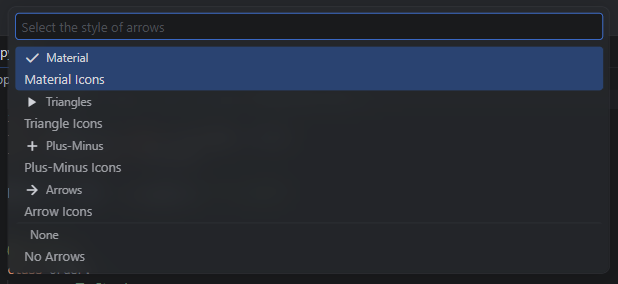 Select the style of arrows
Material
Material Icons
Triangles
Triangle Icons
Plus-Minus
Plus-Minus Icons
Arrows
Arrow Icons
None
No Arrows